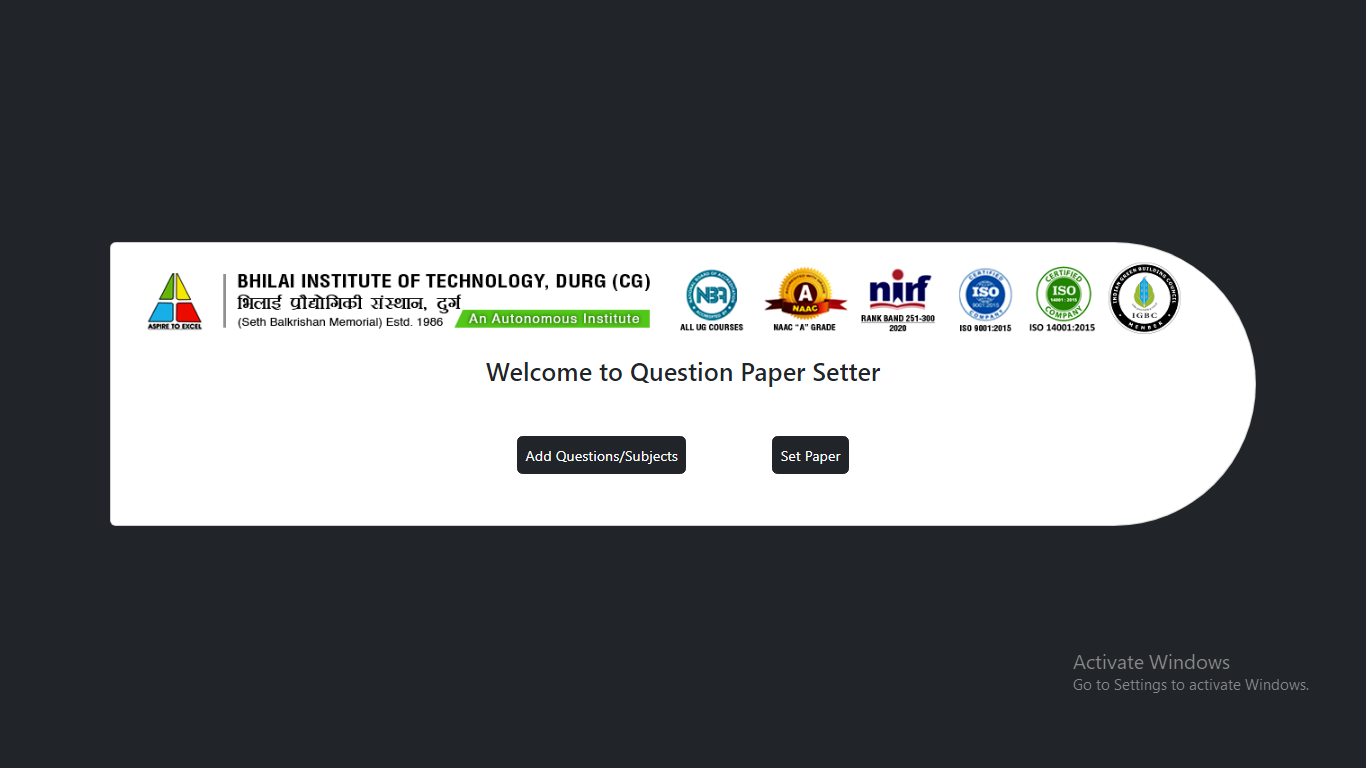 BHILAI INSTITUTE OF TECHNOLOGY, DURG (CG)
भिलाई प्रौद्योगिकी संस्थान, दुर्ग
(Seth Balkrishan Memorial) Estd. 1986 An Autonomous Institute
ASPIRE TO EXCEL
NBA
ALL UG COURSES
A
NAAC
NAAC "A" GRADE
nirf
RANK BAND 251-300
2020
CERTIFIED
ISO
9001:2015
COMPANY
ISO 9001:2015
CERTIFIED
ISO
14001 : 2015
COMPANY
ISO 14001:2015
INDIAN GREEN BUILDING COUNCIL
IGBC
MEMBER
Welcome to Question Paper Setter
Add Questions/Subjects Set Paper
Activate Windows
Go to Settings to activate Windows.